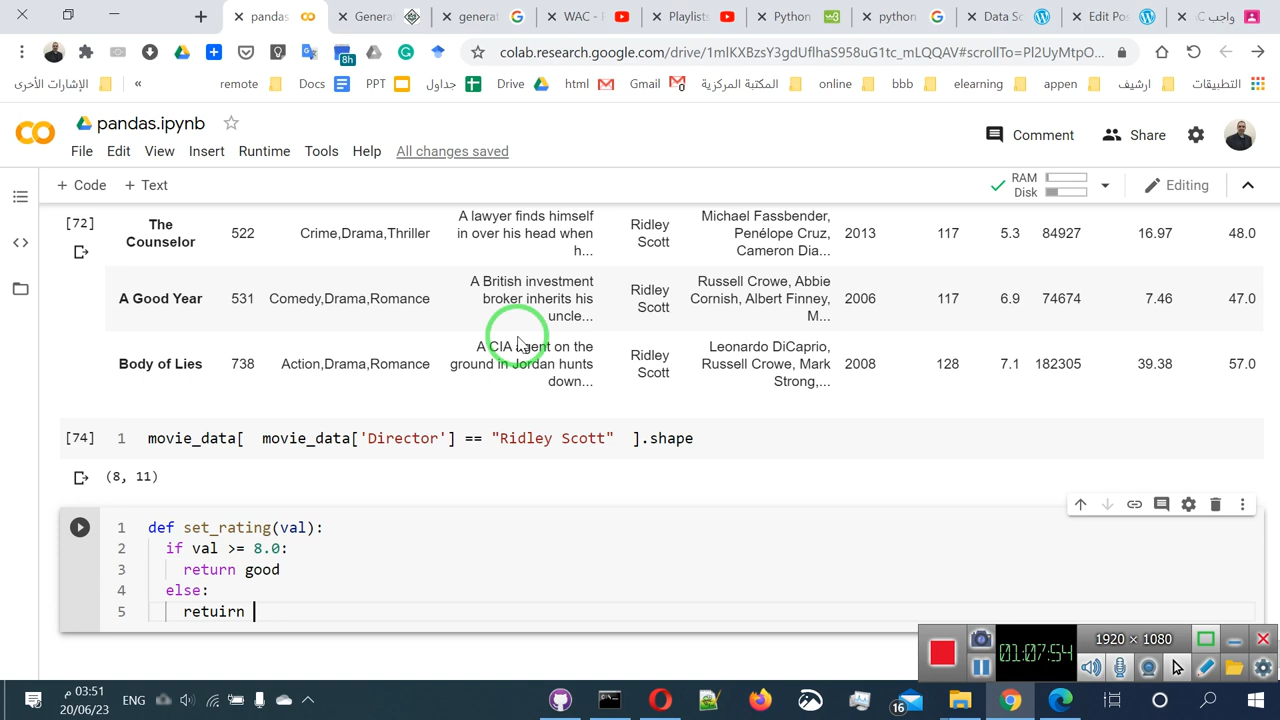 pandas
Generat
generat
WAC - F
Playlists
Python
python
Data Sc
Edit Pos
واجب C
8h
colab.research.google.com/drive/1mlKXBzsYSgdUflhaS958uG1tc_mLQQAV#scrollTo=Pl2UyMtpO...
الإشارات الأخرى
«
remote
Docs
PPT
جداول
Drive
html
Gmail
المكتبة المركزية
online
bbb
elearning
appen
ارشيف
التطبيقات
pandas.ipynb
Comment
Share
File Edit View Insert Runtime Tools Help All changes saved
+ Code + Text
RAM
Disk
Editing
[72]
The Counselor 522 Crime,Drama,Thriller A lawyer finds himself in over his head when h... Ridley Scott Michael Fassbender, Penélope Cruz, Cameron Dia... 2013 117 5.3 84927 16.97 48.0
A Good Year 531 Comedy,Drama,Romance A British investment broker inherits his uncle... Ridley Scott Russell Crowe, Abbie Cornish, Albert Finney, M... 2006 117 6.9 74674 7.46 47.0
Body of Lies 738 Action,Drama,Romance A CIA agent on the ground in Jordan hunts down... Ridley Scott Leonardo DiCaprio, Russell Crowe, Mark Strong,... 2008 128 7.1 182305 39.38 57.0
[74] 1 movie_data[ movie_data['Director'] == "Ridley Scott" ].shape
(8, 11)
1 def set_rating(val):
2 if val >= 8.0:
3 return good
4 else:
5 retuirn
01:07:54
1920 × 1080
03:51 م
20/06/23
ENG
16